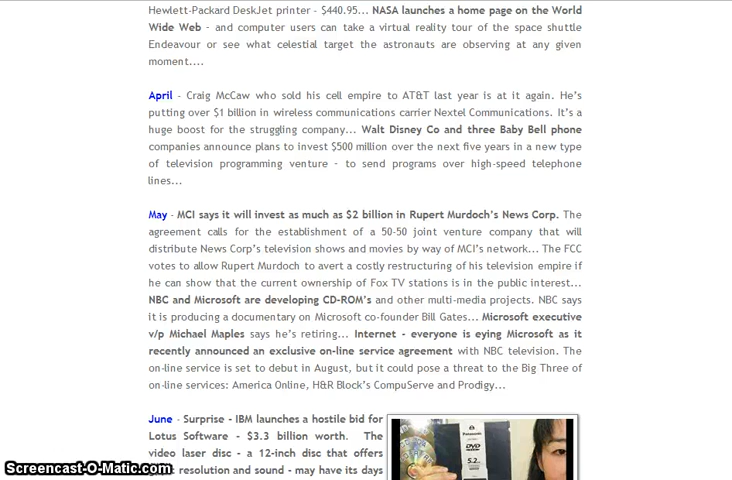 Hewlett-Packard DeskJet printer - $440.95... NASA launches a home page on the World
Wide Web - and computer users can take a virtual reality tour of the space shuttle
Endeavour or see what celestial target the astronauts are observing at any given
moment....
April - Craig McCaw who sold his cell empire to AT&T last year is at it again. He's
putting over $1 billion in wireless communications carrier Nextel Communications. It's a
huge boost for the struggling company... Walt Disney Co and three Baby Bell phone
companies announce plans to invest $500 million over the next five years in a new type
of television programming venture - to send programs over high-speed telephone
lines...
May - MCI says it will invest as much as $2 billion in Rupert Murdoch's News Corp. The
agreement calls for the establishment of a 50-50 joint venture company that will
distribute News Corp's television shows and movies by way of MCI's network... The FCC
votes to allow Rupert Murdoch to avert a costly restructuring of his television empire if
he can show that the current ownership of Fox TV stations is in the public interest...
NBC and Microsoft are developing CD-ROM's and other multi-media projects. NBC says
it is producing a documentary on Microsoft co-founder Bill Gates... Microsoft executive
v/p Michael Maples says he's retiring... Internet - everyone is eying Microsoft as it
recently announced an exclusive on-line service agreement with NBC television. The
on-line service is set to debut in August, but it could pose a threat to the Big Three of
on-line services: America Online, H&R Block's CompuServe and Prodigy...
June - Surprise - IBM launches a hostile bid for
Lotus Software - $3.3 billion worth. The
video laser disc - a 12-inch disc that offers
resolution and sound - may have its days
Panasonic
DVD
5.2
Screencast-O-Matic.com